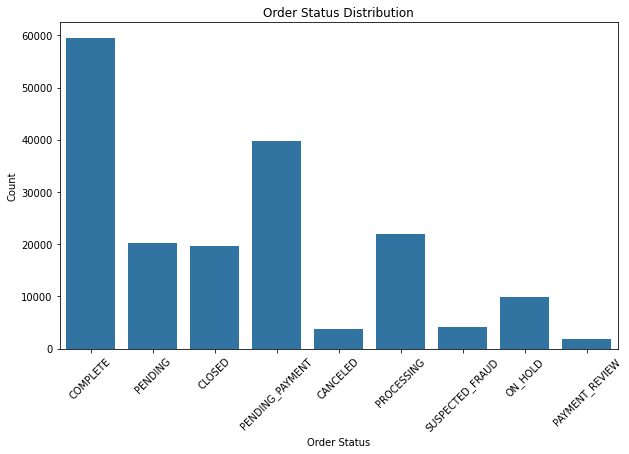 Order Status Distribution
Count
60000
50000
40000
30000
20000
10000
0
COMPLETE
PENDING
CLOSED
PENDING_PAYMENT
CANCELED
PROCESSING
SUSPECTED_FRAUD
ON_HOLD
PAYMENT_REVIEW
Order Status